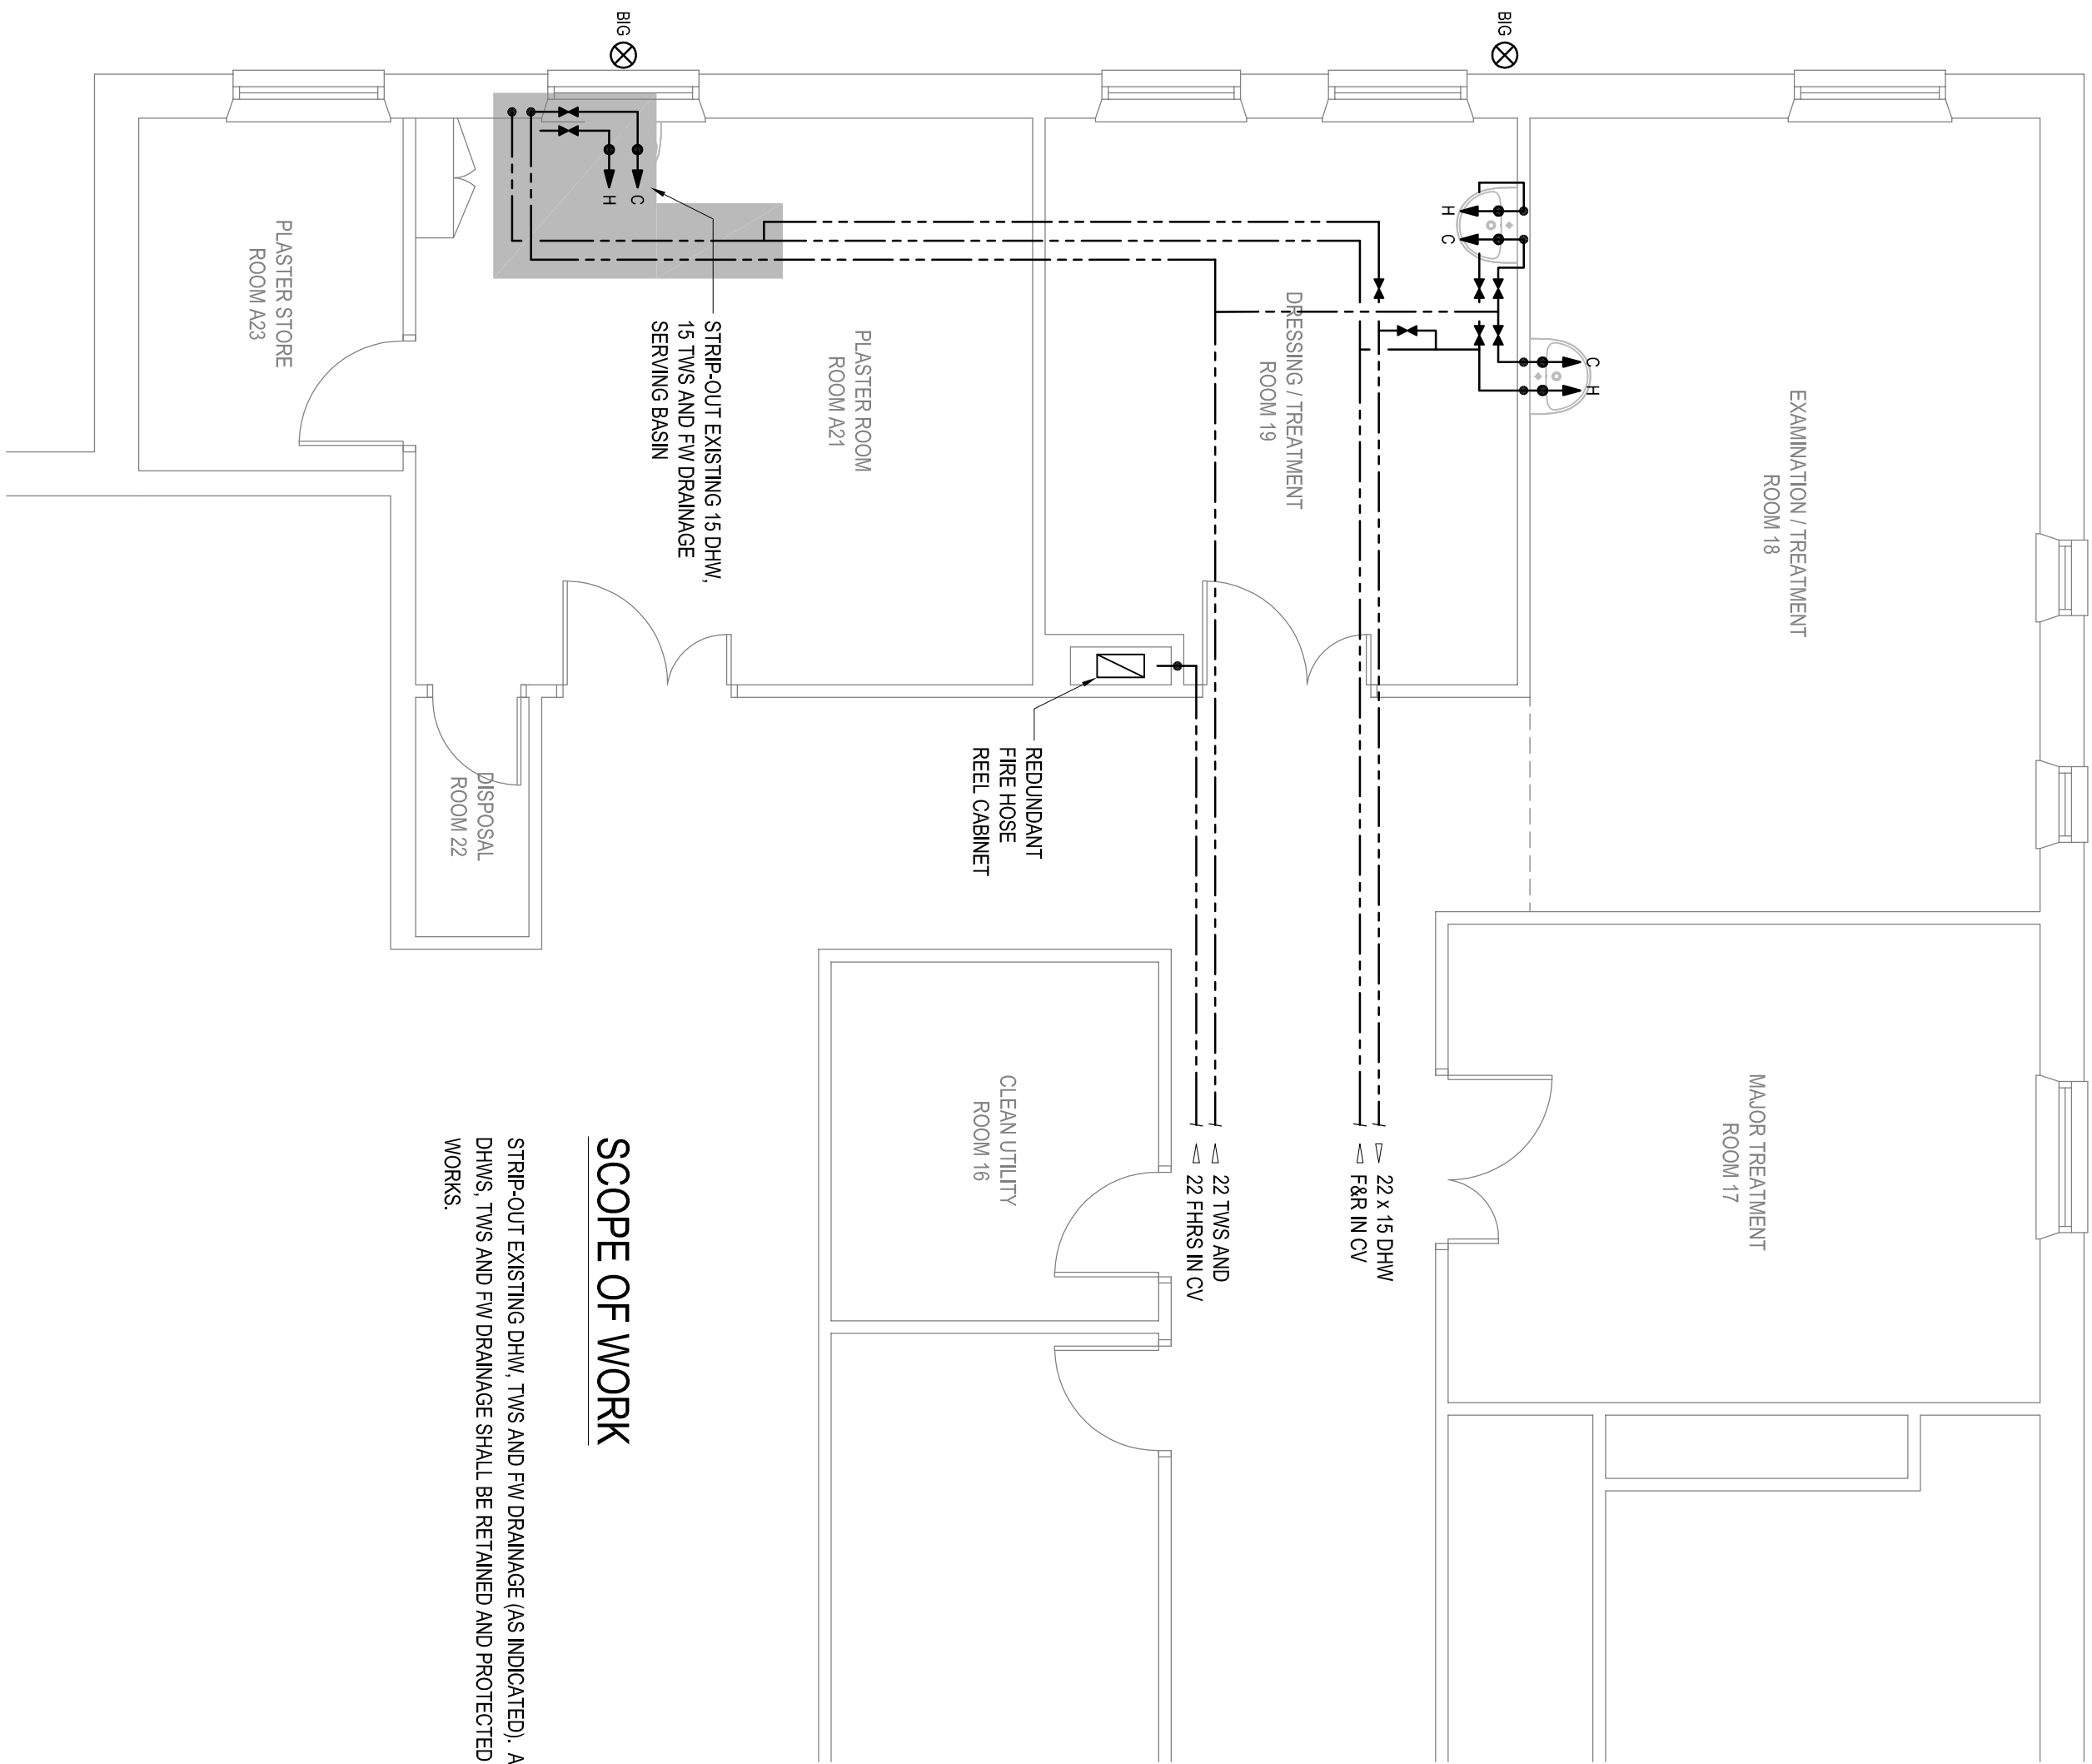 BIG
BIG
H
C
C
H
EXAMINATION / TREATMENT
ROOM 18
DRESSING / TREATMENT
ROOM 19
PLASTER ROOM
ROOM A21
C
H
STRIP-OUT EXISTING 15 DHW,
15 TWS AND FW DRAINAGE
SERVING BASIN
PLASTER STORE
ROOM A23
REDUNDANT
FIRE HOSE
REEL CABINET
DISPOSAL
ROOM 22
MAJOR TREATMENT
ROOM 17
22 x 15 DHW
F&R IN CV
22 TWS AND
22 FHRS IN CV
CLEAN UTILITY
ROOM 16
SCOPE OF WORK
STRIP-OUT EXISTING DHW, TWS AND FW DRAINAGE (AS INDICATED). A
DHWS, TWS AND FW DRAINAGE SHALL BE RETAINED AND PROTECTED
WORKS.